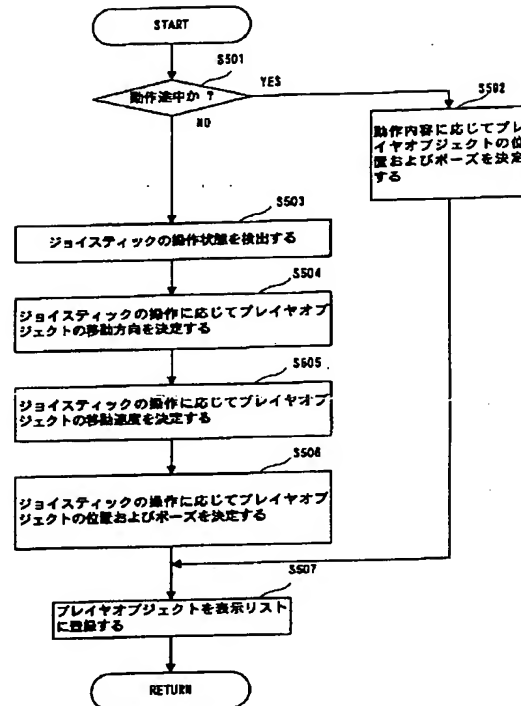 START
S501
動作途中か ?
YES
NO
S502
動作内容に応じてプレ
イヤオブジェクトの位
置およびポーズを決定
する
S503
ジョイスティックの操作状態を検出する
S504
ジョイスティックの操作に応じてプレイヤオブ
ジェクトの移動方向を決定する
S505
ジョイスティックの操作に応じてプレイヤオブ
ジェクトの移動速度を決定する
S506
ジョイスティックの操作に応じてプレイヤオブ
ジェクトの位置およびポーズを決定する
S507
プレイヤオブジェクトを表示リスト
に登録する
RETURN